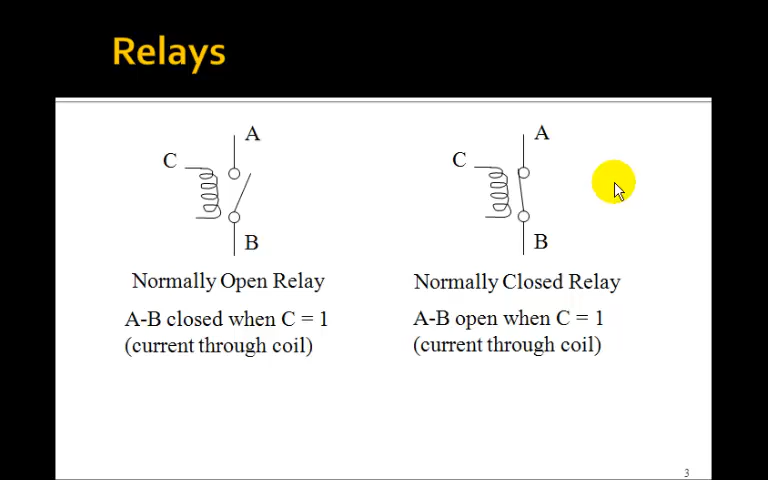 Relays
A
C
B
Normally Open Relay
A-B closed when C = 1
(current through coil)
A
C
B
Normally Closed Relay
A-B open when C = 1
(current through coil)
3